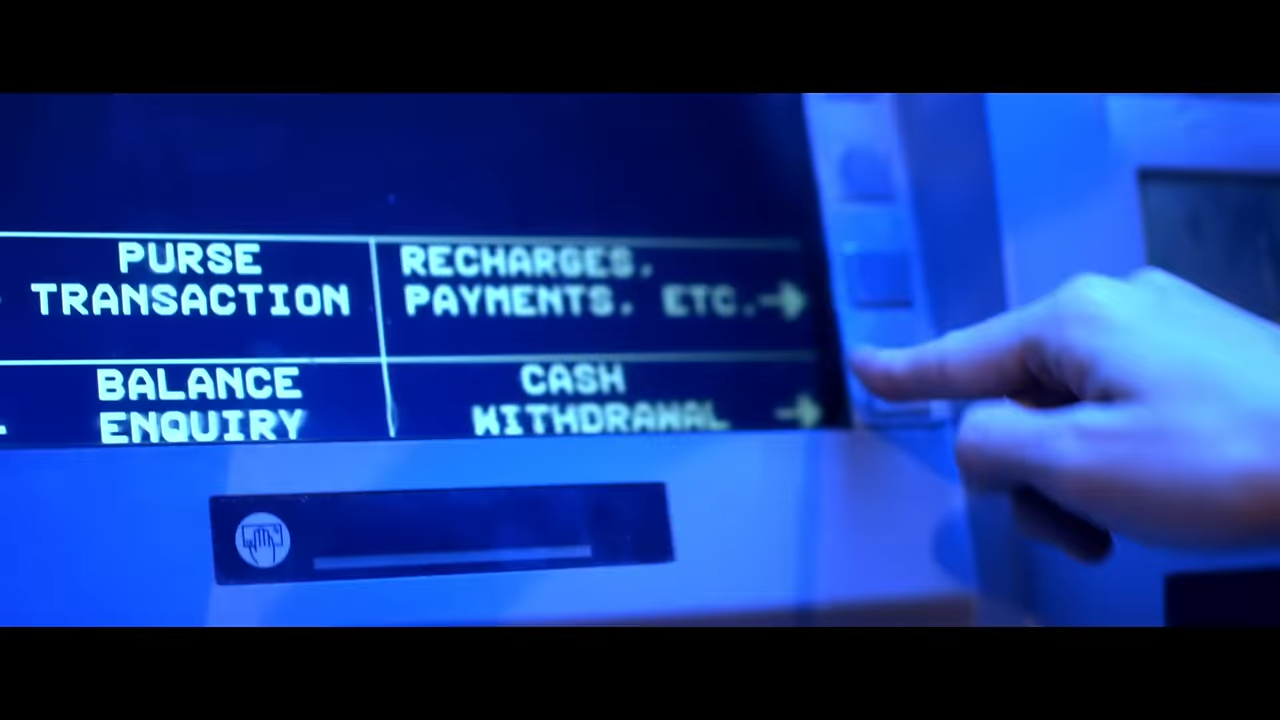 PURSE
TRANSACTION
RECHARGES,
PAYMENTS, ETC.→
BALANCE
ENQUIRY
CASH
WITHDRAWAL →